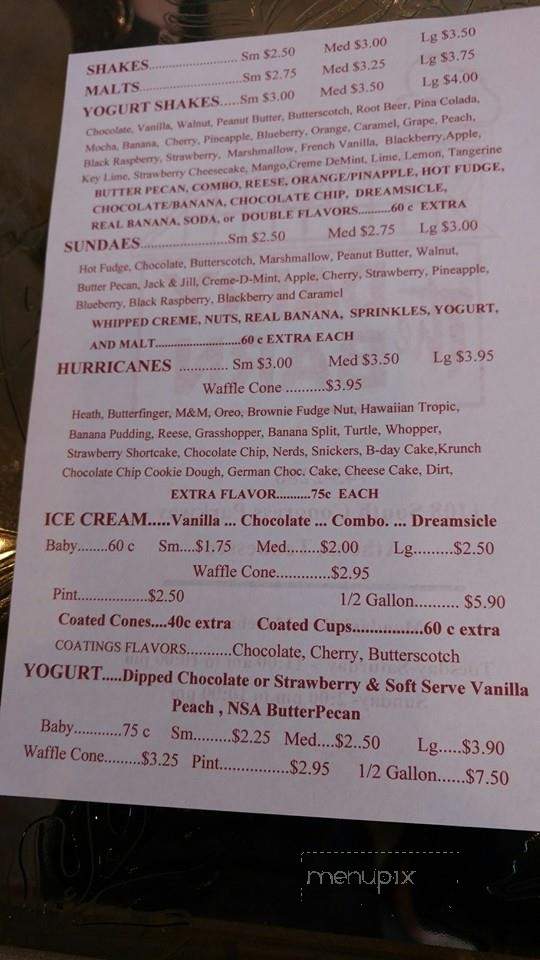 SHAKES.......................... Sm $2.50 Med $3.00 Lg $3.50
MALTS..............................Sm $2.75 Med $3.25 Lg $3.75
YOGURT SHAKES.....Sm $3.00 Med $3.50 Lg $4.00
Chocolate, Vanilla, Walnut, Peanut Butter, Butterscotch, Root Beer, Pina Colada,
Mocha, Banana, Cherry, Pineapple, Blueberry, Orange, Caramel, Grape, Peach,
Black Raspberry, Strawberry, Marshmallow, French Vanilla, Blackberry,Apple,
Key Lime, Strawberry Cheesecake, Mango,Creme DeMint, Lime, Lemon, Tangerine
BUTTER PECAN, COMBO, REESE, ORANGE/PINAPPLE, HOT FUDGE,
CHOCOLATE/BANANA, CHOCOLATE CHIP, DREAMSICLE,
REAL BANANA, SODA, or DOUBLE FLAVORS..........60 c EXTRA
SUNDAES.........................Sm $2.50 Med $2.75 Lg $3.00
Hot Fudge, Chocolate, Butterscotch, Marshmallow, Peanut Butter, Walnut,
Butter Pecan, Jack & Jill, Creme-D-Mint, Apple, Cherry, Strawberry, Pineapple,
Blueberry, Black Raspberry, Blackberry and Caramel
WHIPPED CREME, NUTS, REAL BANANA, SPRINKLES, YOGURT,
AND MALT..........................60 c EXTRA EACH
HURRICANES ............. Sm $3.00 Med $3.50 Lg $3.95
Waffle Cone ..........$3.95
Heath, Butterfinger, M&M, Oreo, Brownie Fudge Nut, Hawaiian Tropic,
Banana Pudding, Reese, Grasshopper, Banana Split, Turtle, Whopper,
Strawberry Shortcake, Chocolate Chip, Nerds, Snickers, B-day Cake,Krunch
Chocolate Chip Cookie Dough, German Choc. Cake, Cheese Cake, Dirt,
EXTRA FLAVOR..........75c EACH
ICE CREAM.....Vanilla ... Chocolate ... Combo. ... Dreamsicle
Baby........60 c Sm....$1.75 Med........$2.00 Lg.........$2.50
Waffle Cone.............$2.95
Pint...................$2.50 1/2 Gallon.......... $5.90
Coated Cones....40c extra Coated Cups................60 c extra
COATINGS FLAVORS...........Chocolate, Cherry, Butterscotch
YOGURT.....Dipped Chocolate or Strawberry & Soft Serve Vanilla
Peach , NSA ButterPecan
Baby............75 c Sm.........$2.25 Med....$2..50 Lg.....$3.90
Waffle Cone.........$3.25 Pint................$2.95 1/2 Gallon......$7.50
menupix